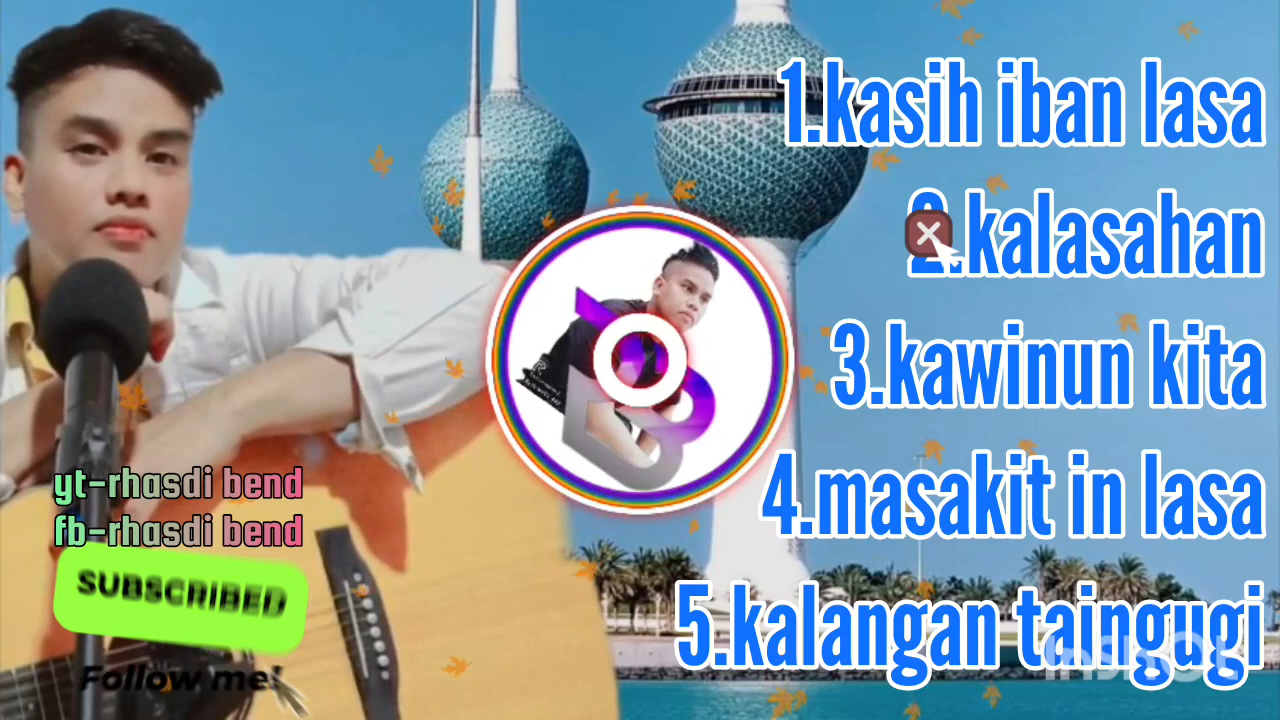 1.kasih iban lasa
2.kalasahan
3.kawinun kita
4.masakit in lasa
5.kalangan taingugi
yt-rhasdi bend
fb-rhasdi bend
SUBSCRIBED
Follow me!
InShOt